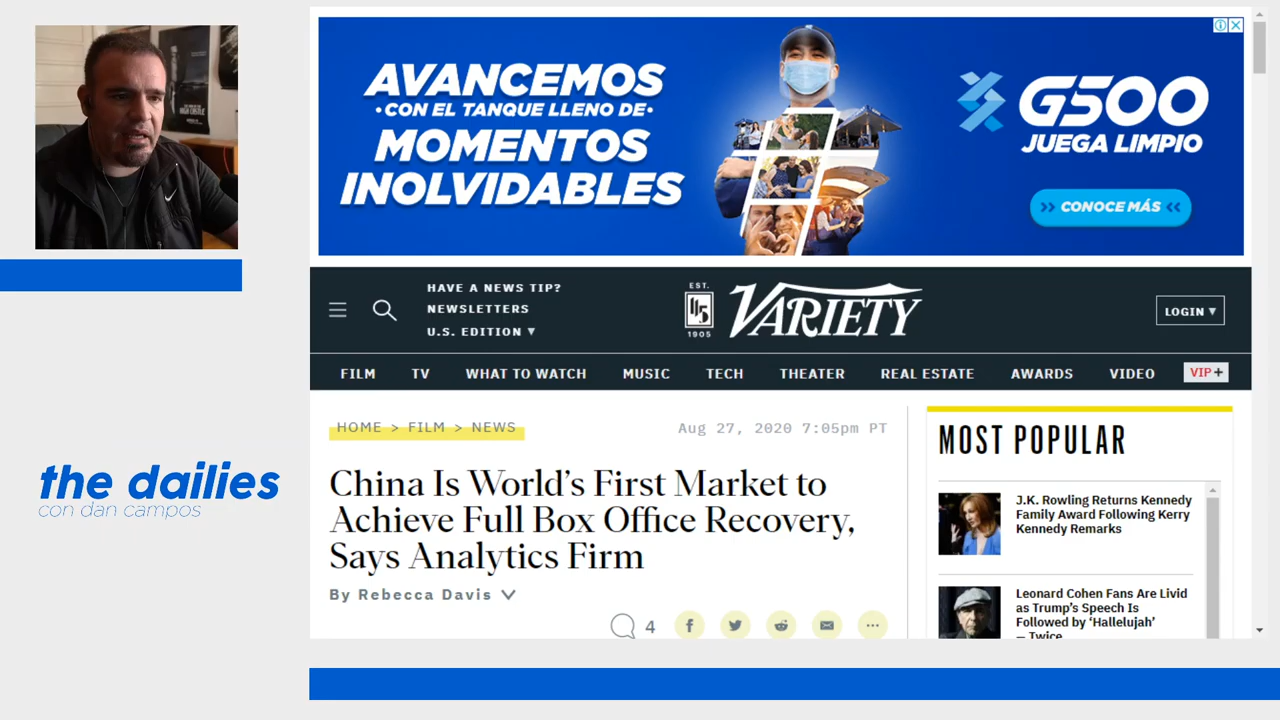 HIGH CASTLE
the dailies
con dan campos
AVANCEMOS
• CON EL TANQUE LLENO DE •
MOMENTOS
INOLVIDABLES
G500
JUEGA LIMPIO
>> CONOCE MÁS <<
HAVE A NEWS TIP?
NEWSLETTERS
U.S. EDITION ▼
EST.
115
1905
VARIETY
LOGIN ▼
FILM TV WHAT TO WATCH MUSIC TECH THEATER REAL ESTATE AWARDS VIDEO VIP+
HOME > FILM > NEWS
Aug 27, 2020 7:05pm PT
China Is World’s First Market to
Achieve Full Box Office Recovery,
Says Analytics Firm
By Rebecca Davis
4
MOST POPULAR
J.K. Rowling Returns Kennedy
Family Award Following Kerry
Kennedy Remarks
Leonard Cohen Fans Are Livid
as Trump’s Speech Is
Followed by ‘Hallelujah’
— Twice